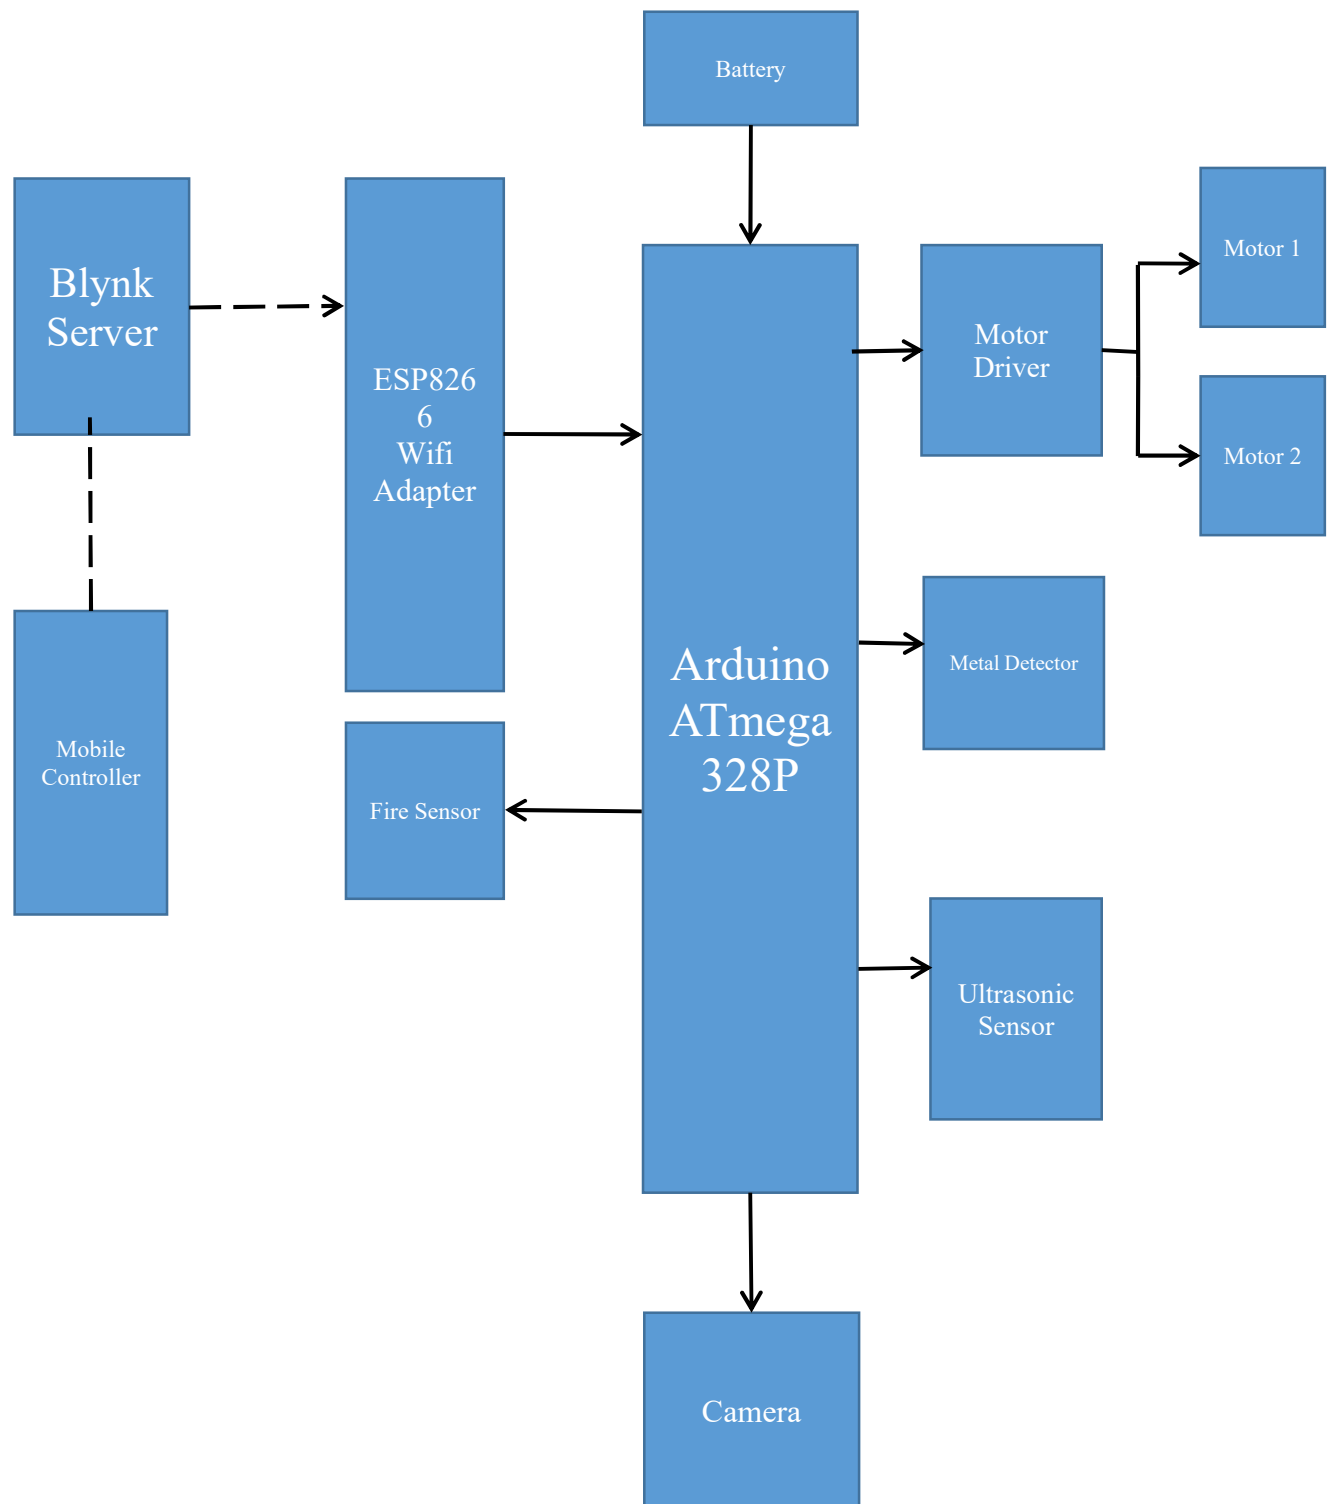 Battery
Blynk
Server
ESP826
6
Wifi
Adapter
Motor
Driver
Motor 1
Motor 2
Arduino
ATmega
328P
Metal Detector
Mobile
Controller
Fire Sensor
Ultrasonic
Sensor
Camera